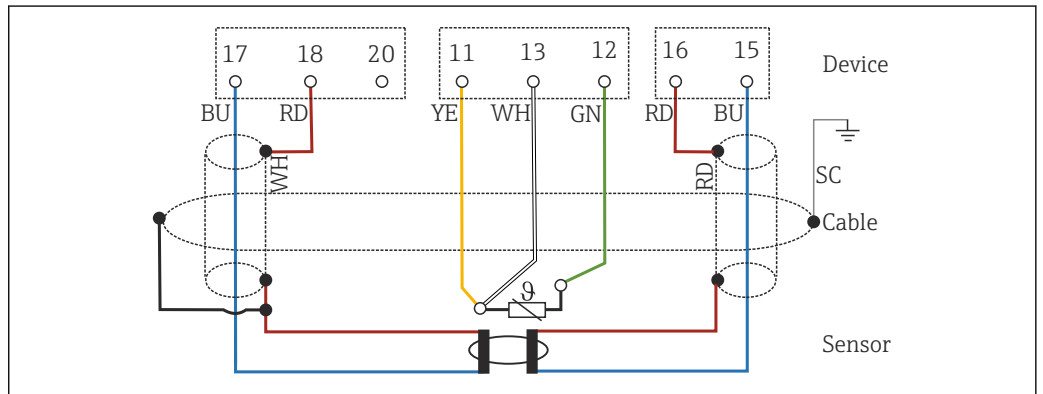 17 18 20 11 13 12 16 15
Device
BU RD YE WH GN RD BU
WH
RD
SC
Cable
ϑ
Sensor